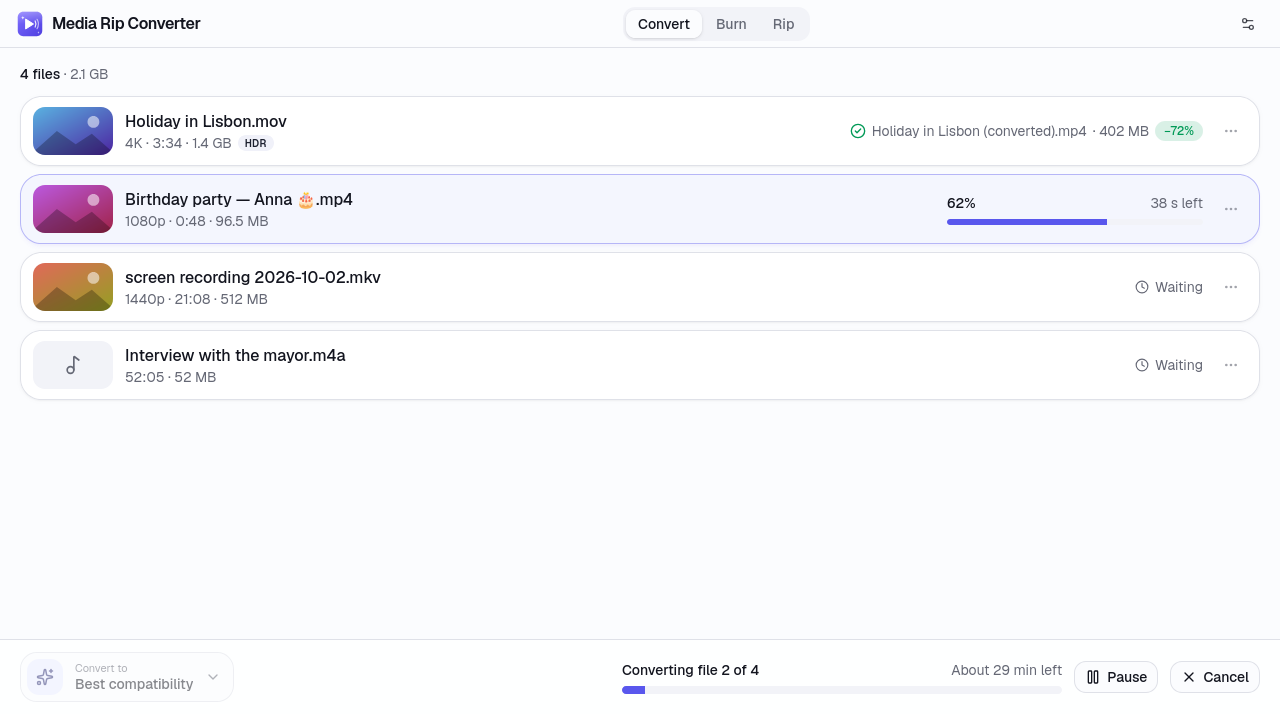 Media Rip Converter
Convert Burn Rip
4 files · 2.1 GB
Holiday in Lisbon.mov
4K · 3:34 · 1.4 GB HDR
Holiday in Lisbon (converted).mp4 · 402 MB −72%
Birthday party — Anna 🎂.mp4
1080p · 0:48 · 96.5 MB
62% 38 s left
screen recording 2026-10-02.mkv
1440p · 21:08 · 512 MB
Waiting
Interview with the mayor.m4a
52:05 · 52 MB
Waiting
Convert to
Best compatibility
Converting file 2 of 4 About 29 min left
Pause Cancel